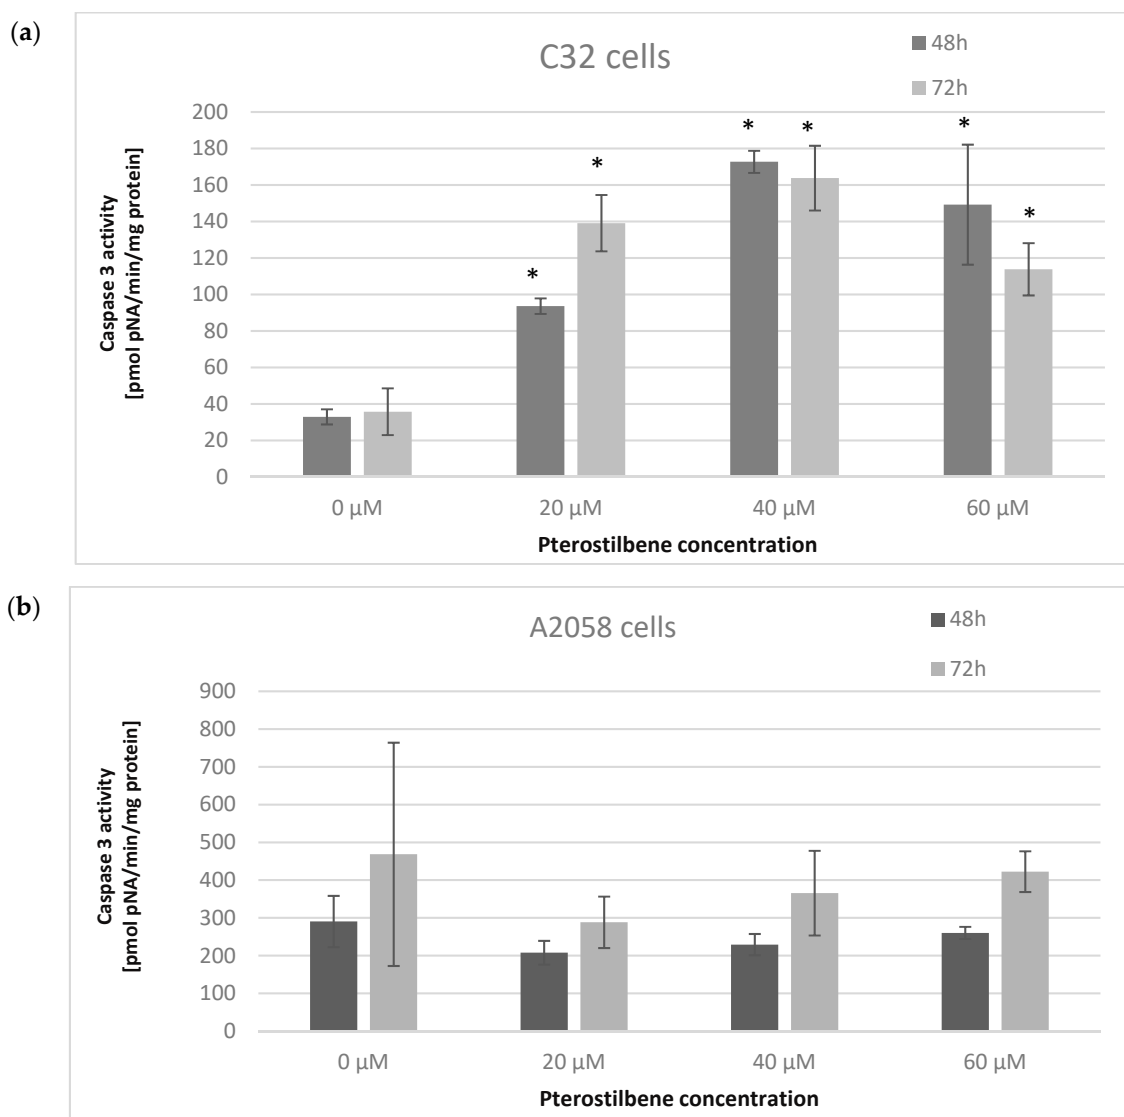 (a)
C32 cells
48h
72h
Caspase 3 activity
[pmol pNA/min/mg protein]
200
180
160
140
120
100
80
60
40
20
0
* * * * * *
0 µM 20 µM 40 µM 60 µM
Pterostilbene concentration
(b)
A2058 cells
48h
72h
Caspase 3 activity
[pmol pNA/min/mg protein]
900
800
700
600
500
400
300
200
100
0
0 µM 20 µM 40 µM 60 µM
Pterostilbene concentration